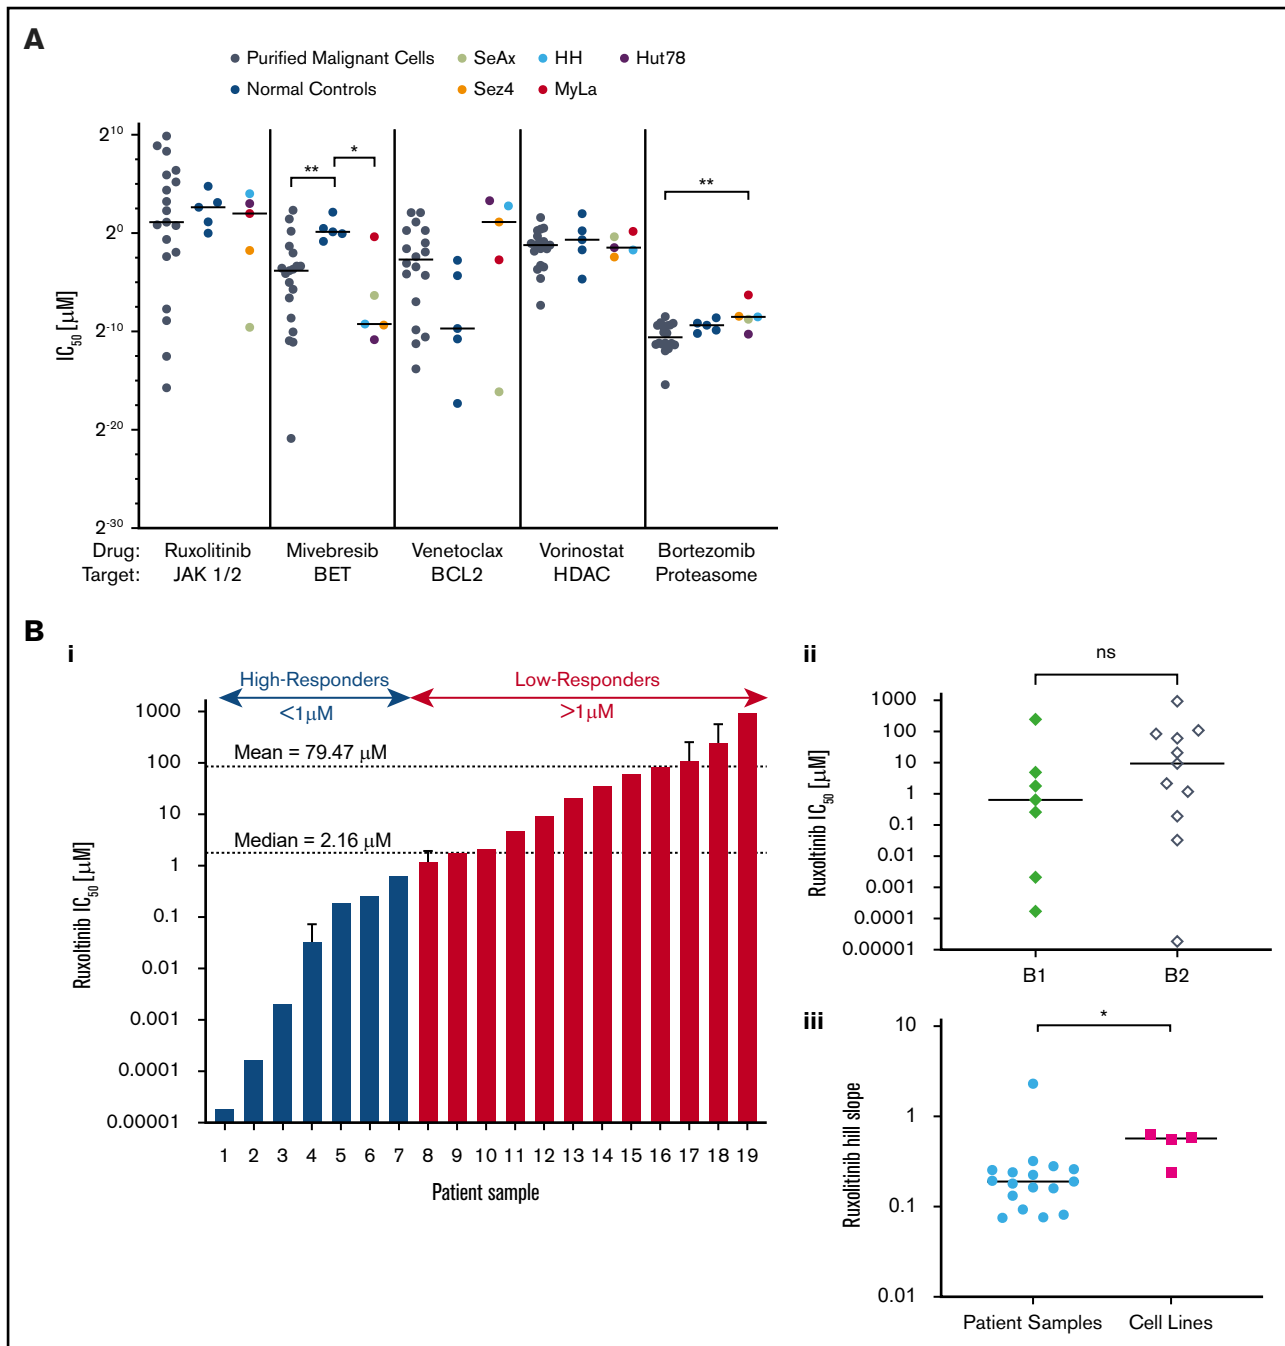 A
Purified Malignant Cells
SeAx
HH
Hut78
Normal Controls
Sez4
MyLa
IC50 [µM]
2^10
2^0
2^-10
2^-20
2^-30
**
*
**
Drug: Ruxolitinib Mivebresib Venetoclax Vorinostat Bortezomib
Target: JAK 1/2 BET BCL2 HDAC Proteasome
B
i
High-Responders
<1µM
Low-Responders
>1µM
Mean = 79.47 µM
Median = 2.16 µM
Ruxoltinib IC50 [µM]
1000
100
10
1
0.1
0.01
0.001
0.0001
0.00001
1 2 3 4 5 6 7 8 9 10 11 12 13 14 15 16 17 18 19
Patient sample
ii
ns
Ruxoltinib IC50 [µM]
1000
100
10
1
0.1
0.01
0.001
0.0001
0.00001
B1 B2
iii
*
Ruxolitinib hill slope
10
1
0.1
0.01
Patient Samples Cell Lines